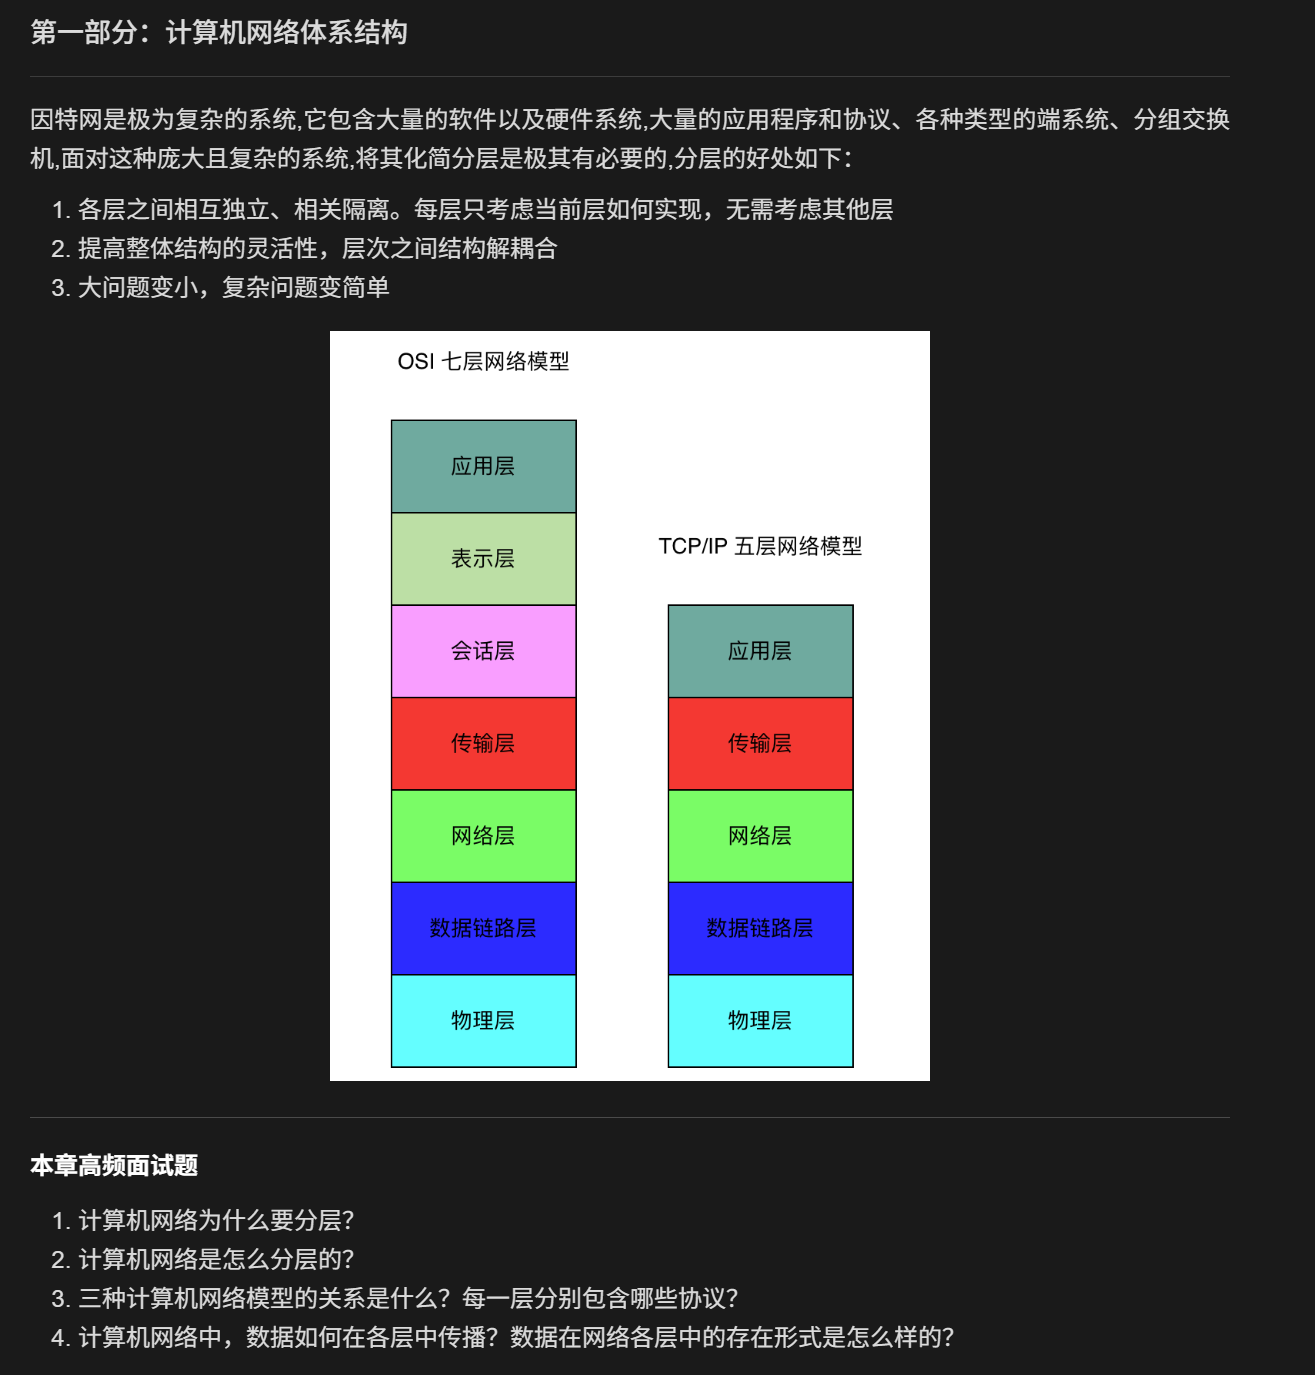 第一部分：计算机网络体系结构
因特网是极为复杂的系统,它包含大量的软件以及硬件系统,大量的应用程序和协议、各种类型的端系统、分组交换
机,面对这种庞大且复杂的系统,将其化简分层是极其有必要的,分层的好处如下：
1. 各层之间相互独立、相关隔离。每层只考虑当前层如何实现，无需考虑其他层
2. 提高整体结构的灵活性，层次之间结构解耦合
3. 大问题变小，复杂问题变简单
OSI 七层网络模型
应用层
表示层
会话层
传输层
网络层
数据链路层
物理层
TCP/IP 五层网络模型
应用层
传输层
网络层
数据链路层
物理层
本章高频面试题
1. 计算机网络为什么要分层？
2. 计算机网络是怎么分层的？
3. 三种计算机网络模型的关系是什么？每一层分别包含哪些协议？
4. 计算机网络中，数据如何在各层中传播？数据在网络各层中的存在形式是怎么样的？